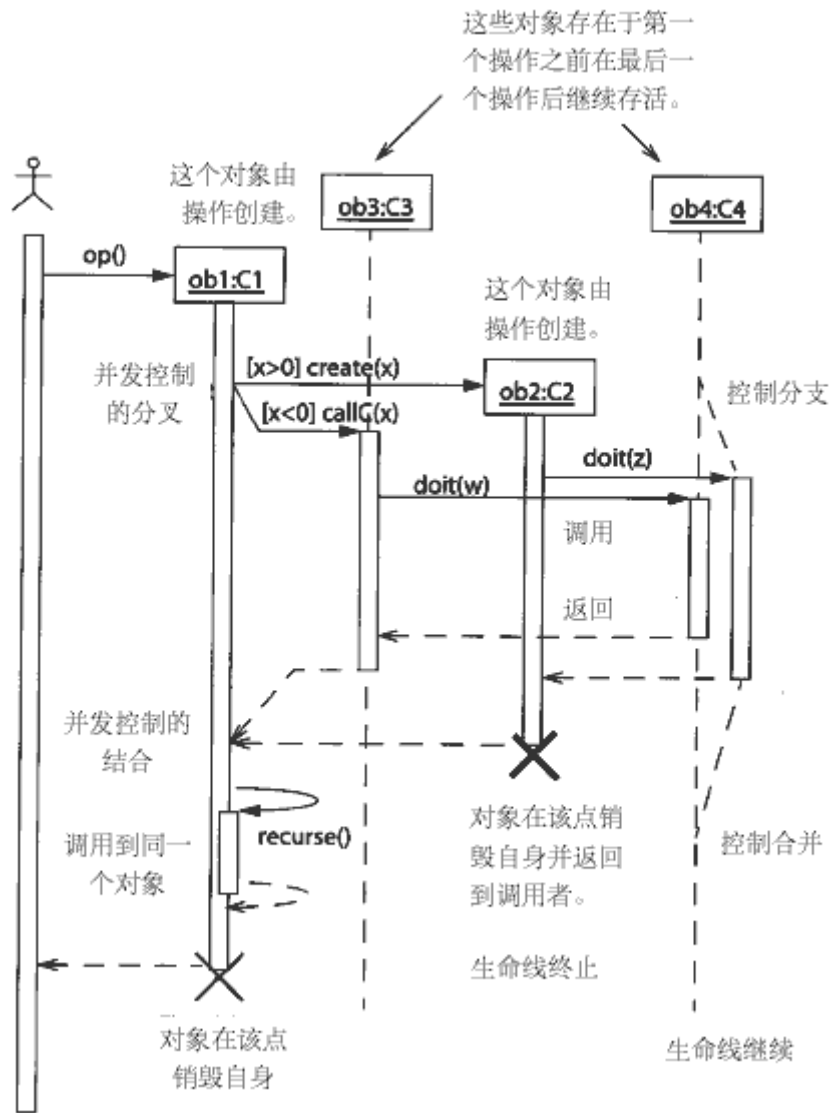 这些对象存在于第一
个操作之前在最后一
个操作后继续存活。
这个对象由
操作创建。
ob3:C3
ob4:C4
op()
ob1:C1
这个对象由
操作创建。
并发控制
的分叉
[x>0] create(x)
ob2:C2
控制分支
[x<0] callC(x)
doit(z)
doit(w)
调用
返回
并发控制的
结合
调用到同一
个对象
recurse()
对象在该点销
毁自身并返回
到调用者。
控制合并
生命线终止
对象在该点
销毁自身
生命线继续